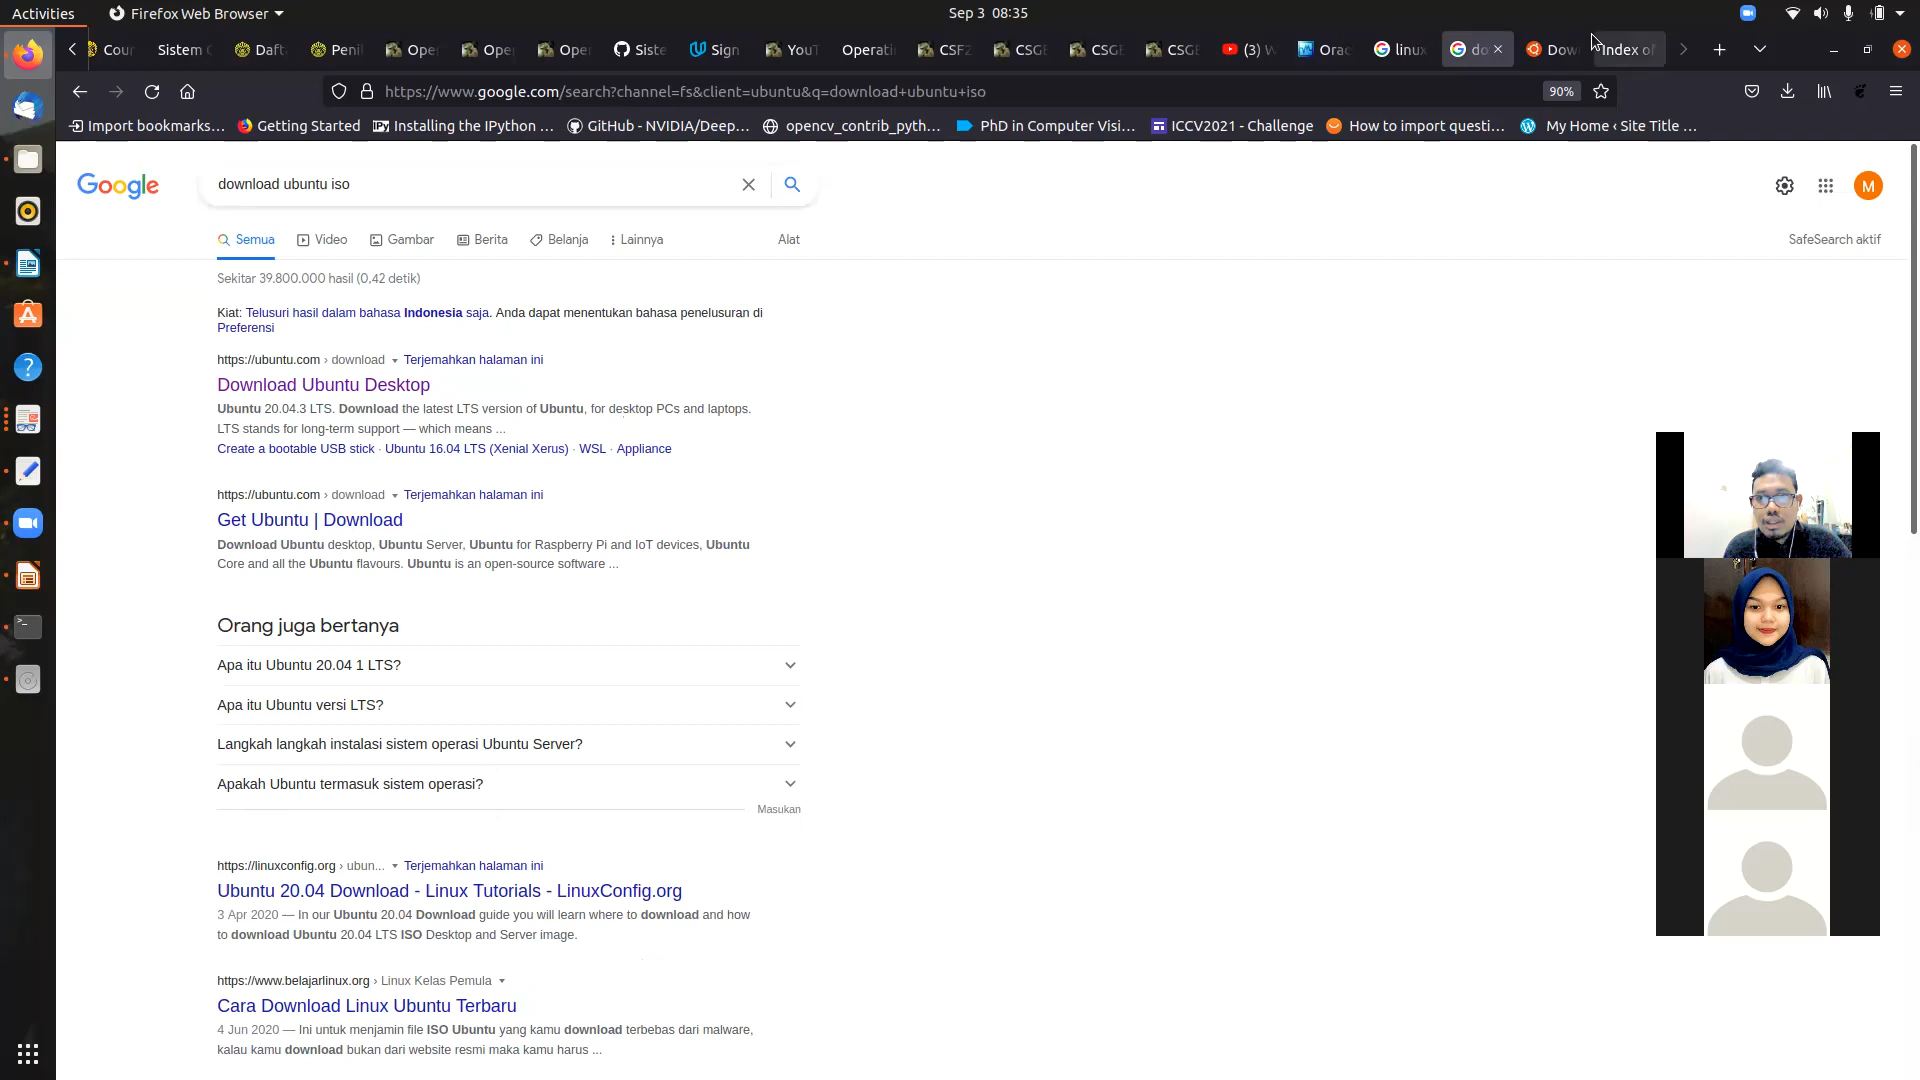 Activities
Firefox Web Browser
Sep 3 08:35
Cour
Sistem
Daft
Peni
Ope
Ope
Ope
Siste
Sign
YouT
Operati
CSF2
CSGE
CSGE
CSGE
(3) W
Orac
linux
do
Dow
Index of
https://www.google.com/search?channel=fs&client=ubuntu&q=download+ubuntu+iso
90%
Import bookmarks...
Getting Started
Installing the IPython ...
GitHub - NVIDIA/Deep...
opencv_contrib_pyth...
PhD in Computer Visi...
ICCV2021 - Challenge
How to import questi...
My Home ‹ Site Title ...
Google
download ubuntu iso
M
Semua
Video
Gambar
Berita
Belanja
Lainnya
Alat
SafeSearch aktif
Sekitar 39.800.000 hasil (0,42 detik)
Kiat: Telusuri hasil dalam bahasa Indonesia saja. Anda dapat menentukan bahasa penelusuran di
Preferensi
https://ubuntu.com › download Terjemahkan halaman ini
Download Ubuntu Desktop
Ubuntu 20.04.3 LTS. Download the latest LTS version of Ubuntu, for desktop PCs and laptops.
LTS stands for long-term support — which means ...
Create a bootable USB stick · Ubuntu 16.04 LTS (Xenial Xerus) · WSL · Appliance
https://ubuntu.com › download Terjemahkan halaman ini
Get Ubuntu | Download
Download Ubuntu desktop, Ubuntu Server, Ubuntu for Raspberry Pi and IoT devices, Ubuntu
Core and all the Ubuntu flavours. Ubuntu is an open-source software ...
Orang juga bertanya
Apa itu Ubuntu 20.04 1 LTS?
Apa itu Ubuntu versi LTS?
Langkah langkah instalasi sistem operasi Ubuntu Server?
Apakah Ubuntu termasuk sistem operasi?
Masukan
https://linuxconfig.org › ubun... Terjemahkan halaman ini
Ubuntu 20.04 Download - Linux Tutorials - LinuxConfig.org
3 Apr 2020 — In our Ubuntu 20.04 Download guide you will learn where to download and how
to download Ubuntu 20.04 LTS ISO Desktop and Server image.
https://www.belajarlinux.org › Linux Kelas Pemula
Cara Download Linux Ubuntu Terbaru
4 Jun 2020 — Ini untuk menjamin file ISO Ubuntu yang kamu download terbebas dari malware,
kalau kamu download bukan dari website resmi maka kamu harus ...